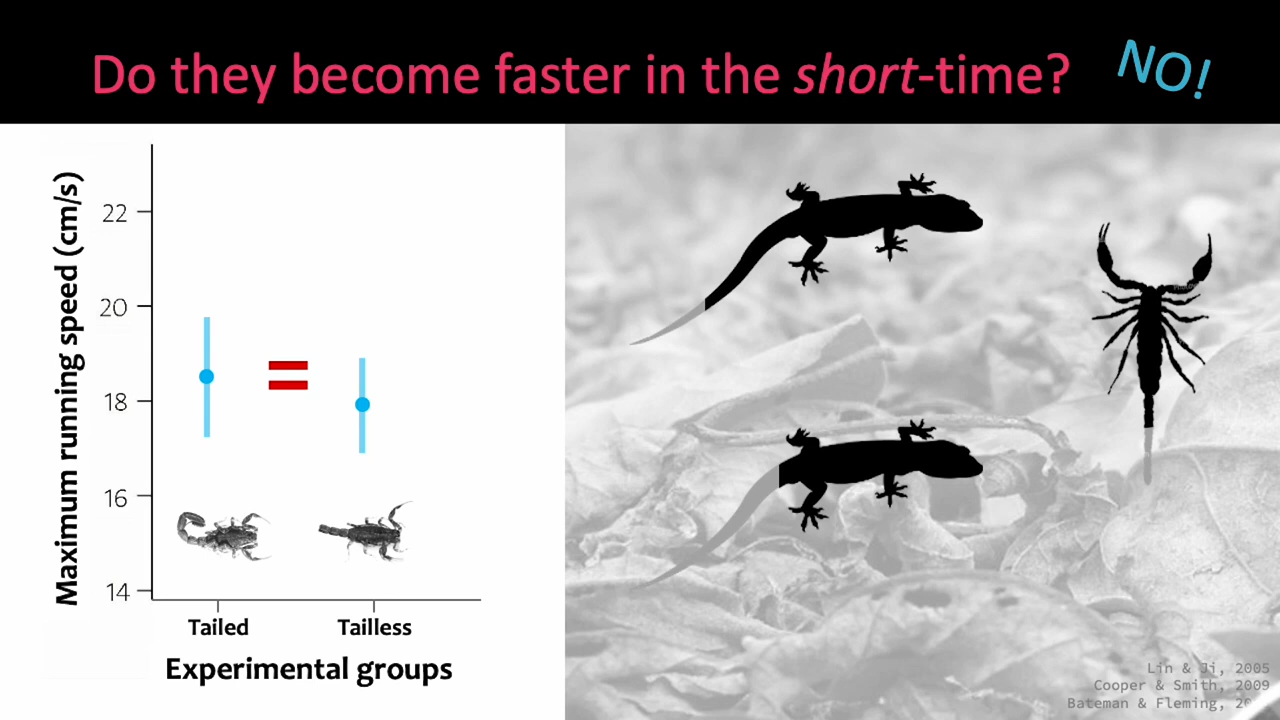 Do they become faster in the short-time? NO!
Maximum running speed (cm/s)
22
20
18
16
14
Tailed Tailless
Experimental groups
Lin & Ji, 2005
Cooper & Smith, 2009
Bateman & Fleming,